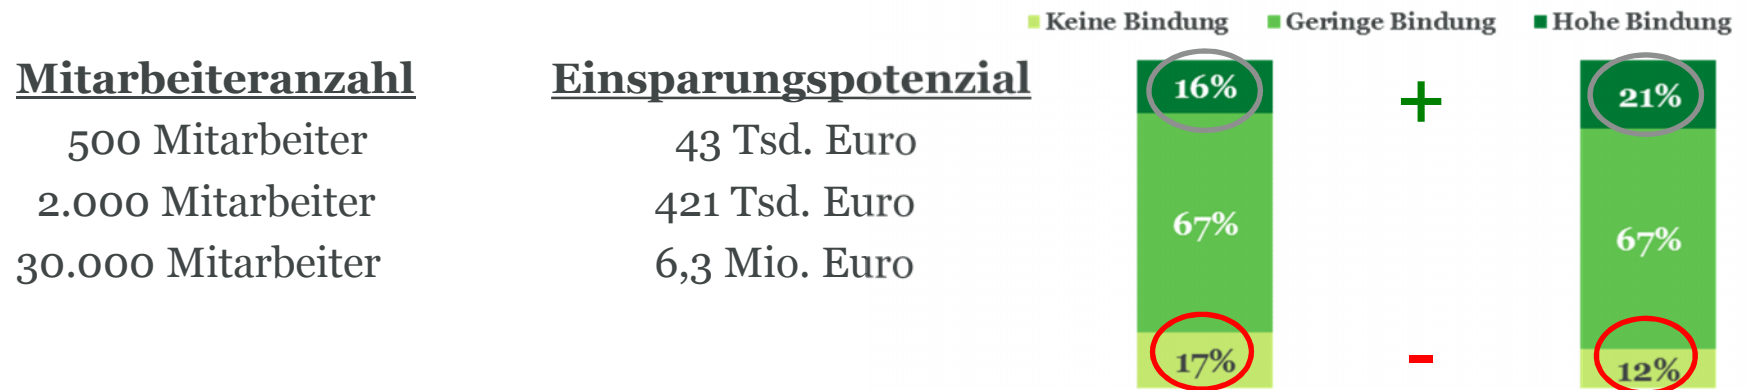 Keine Bindung Geringe Bindung Hohe Bindung
Mitarbeiteranzahl Einsparungspotenzial
500 Mitarbeiter 43 Tsd. Euro
2.000 Mitarbeiter 421 Tsd. Euro
30.000 Mitarbeiter 6,3 Mio. Euro
16% + 21%
67% 67%
17% - 12%